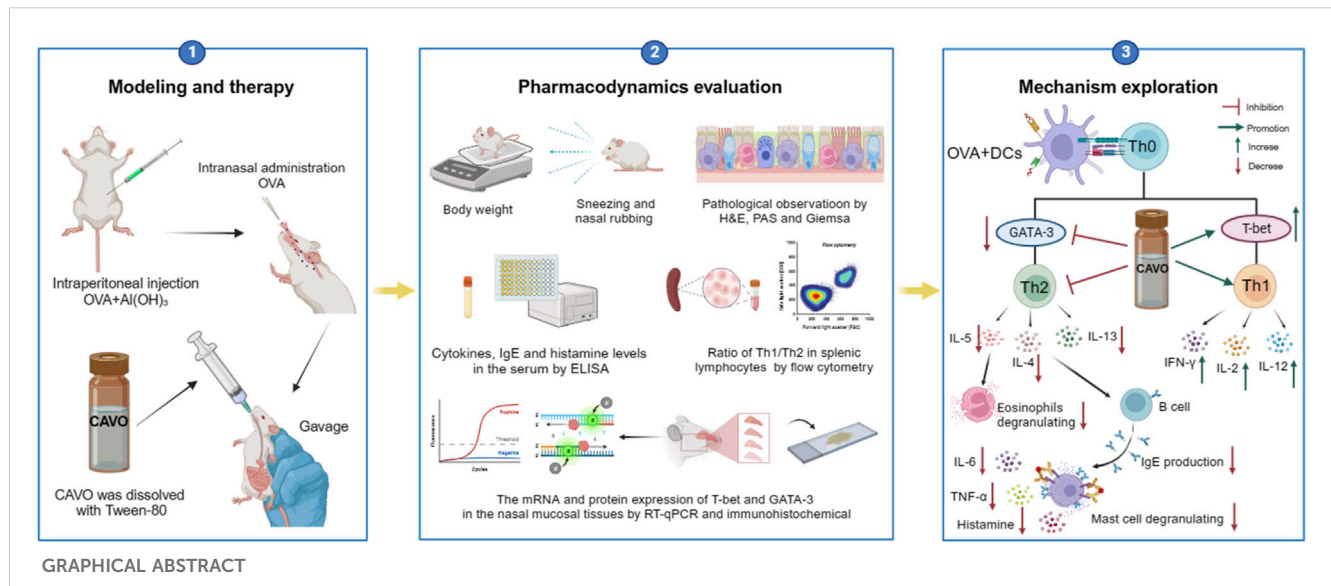 1
Modeling and therapy
Intranasal administration
OVA
Intraperitoneal injection
OVA+Al(OH)₃
CAVO
Gavage
CAVO was dissolved
with Tween-80
2
Pharmacodynamics evaluation
Body weight
Sneezing and
nasal rubbing
Pathological observatioon by
H&E, PAS and Giemsa
Flow cytometry
Cytokines, IgE and histamine levels
in the serum by ELISA
Ratio of Th1/Th2 in splenic
lymphocytes by flow cytometry
Positive
Threshold
Negative
Cycles
The mRNA and protein expression of T-bet and GATA-3
in the nasal mucosal tissues by RT-qPCR and immunohistochemical
3
Mechanism exploration
Inhibition
Promotion
Increse
Decrese
OVA+DCs
Th0
GATA-3
T-bet
CAVO
Th2
Th1
IL-5
IL-4
IL-13
IFN-γ
IL-2
IL-12
Eosinophils
degranulating
B cell
IL-6
IgE production
TNF-α
Histamine
Mast cell degranulating
GRAPHICAL ABSTRACT